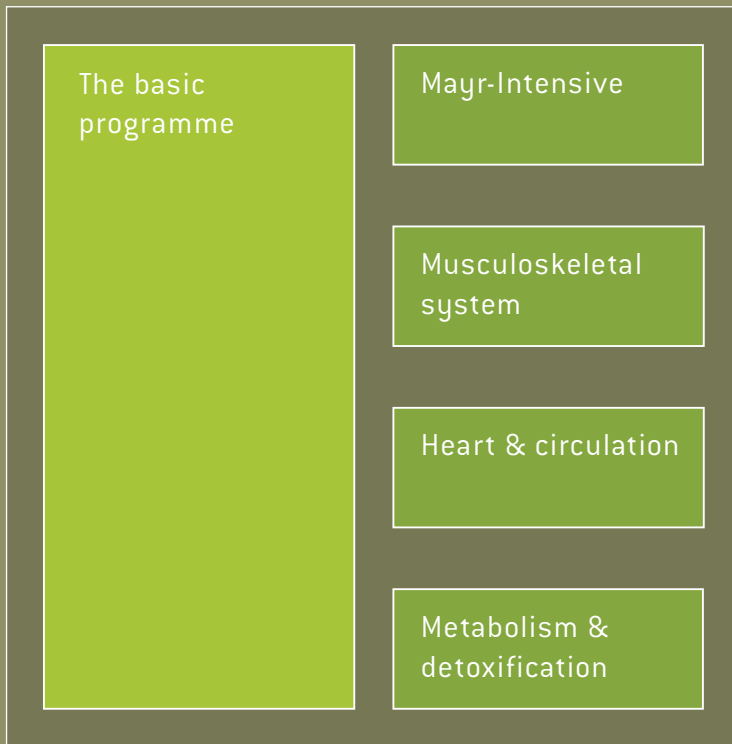 The basic
programme
Mayr-Intensive
Musculoskeletal
system
Heart & circulation
Metabolism &
detoxification